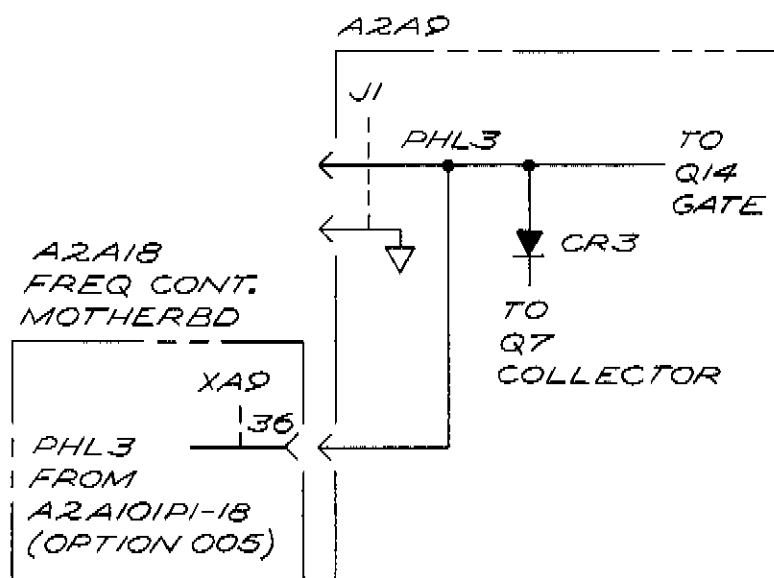 A2A9
J1
PHL3
TO
Q14
GATE
CR3
TO
Q7
COLLECTOR
A2A18
FREQ CONT.
MOTHERBD
XA9
36
PHL3
FROM
A2A101P1-18
(OPTION 005)